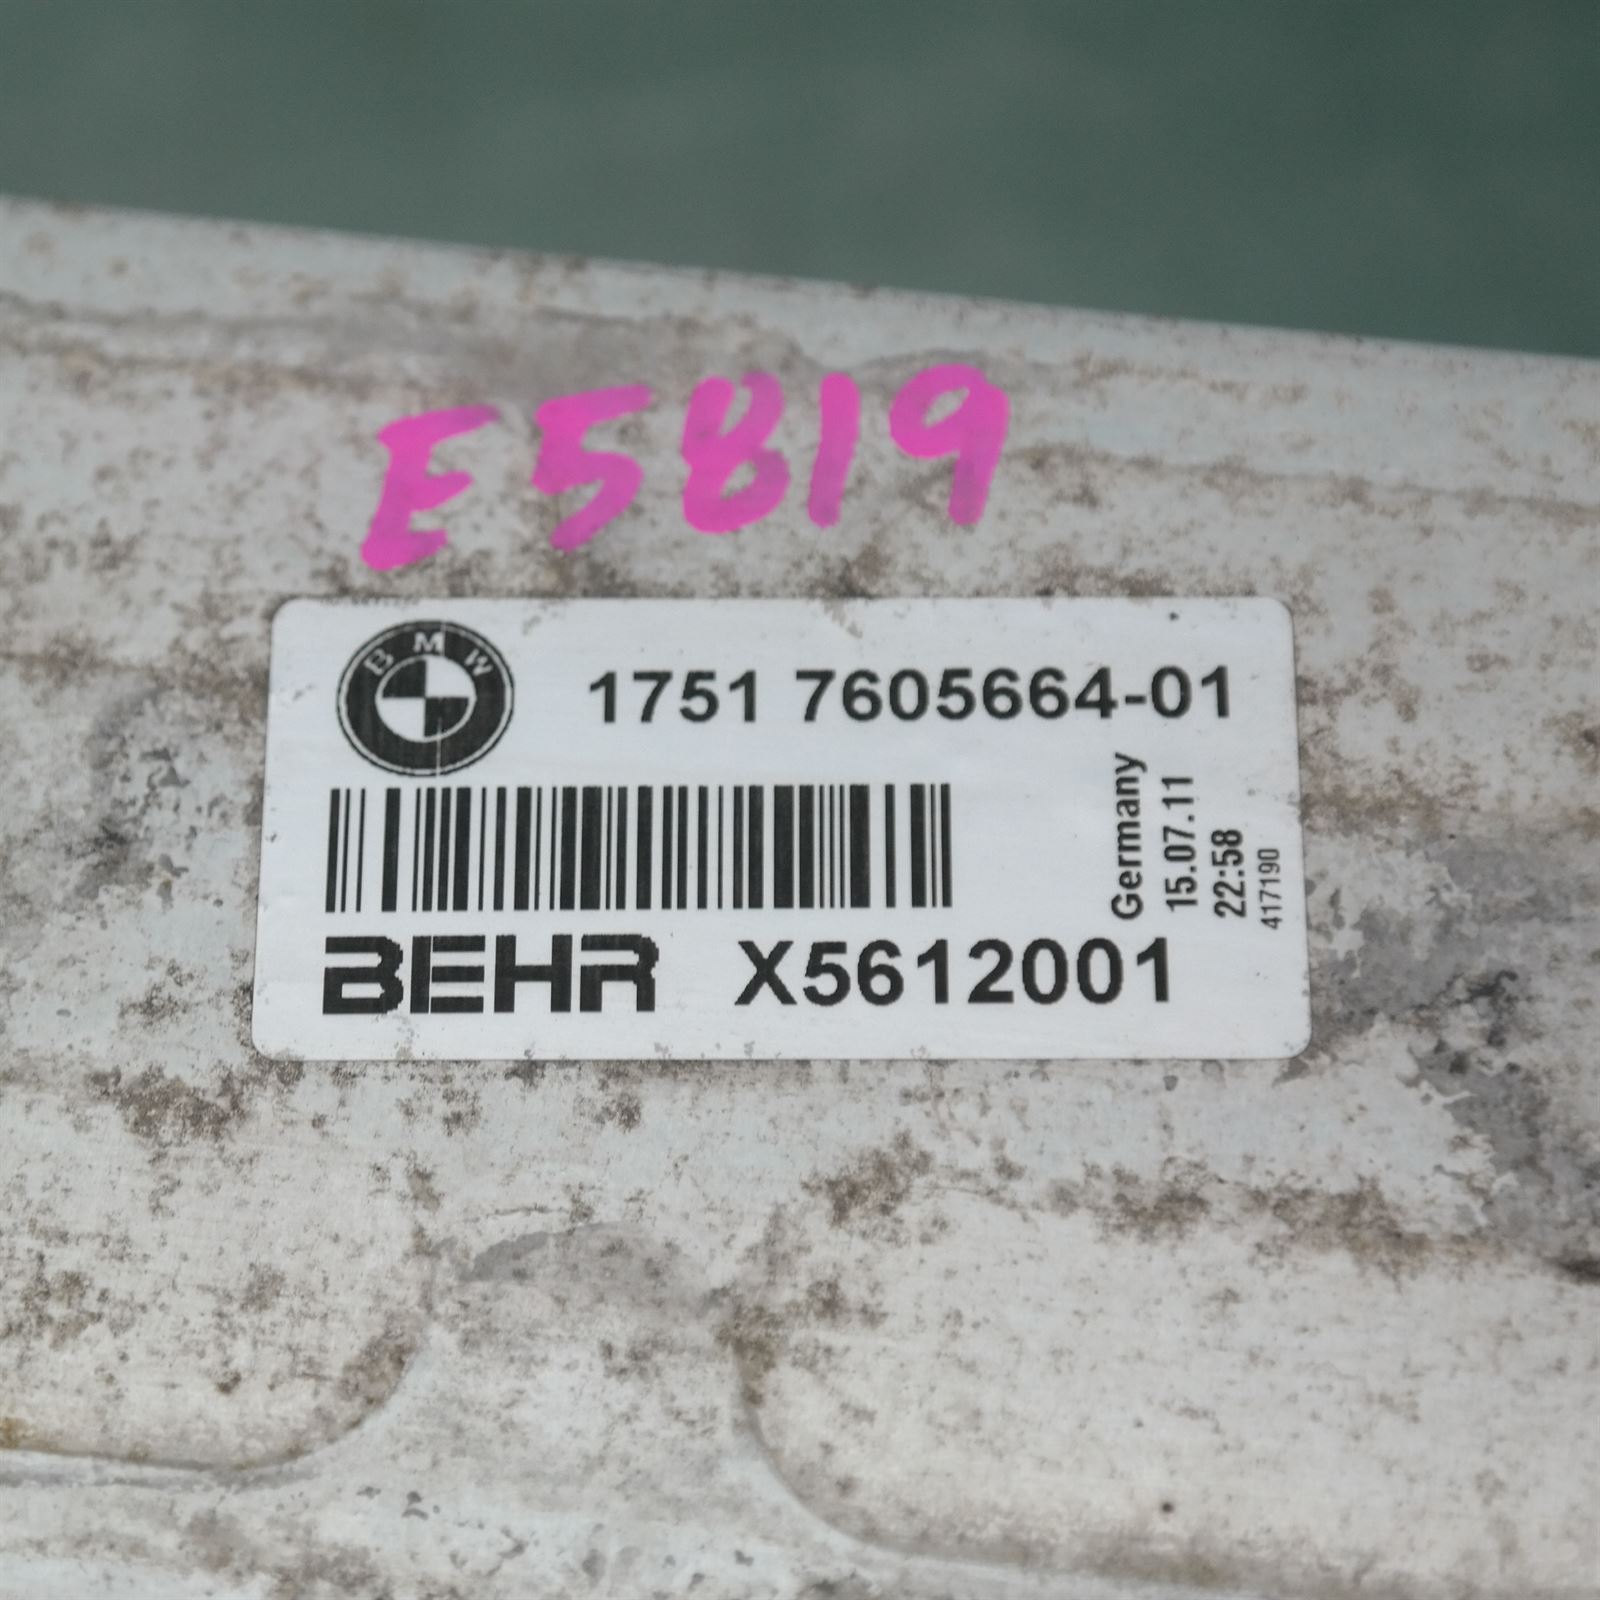 E5819
BMW
1751 7605664-01
Germany
15.07.11
22:58
417190
BEHR X5612001